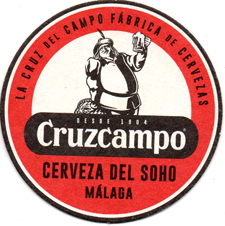 LA CRUZ DEL CAMPO FÁBRICA DE CERVEZAS
DESDE 1904
Cruzcampo®
CERVEZA DEL SOHO
MÁLAGA